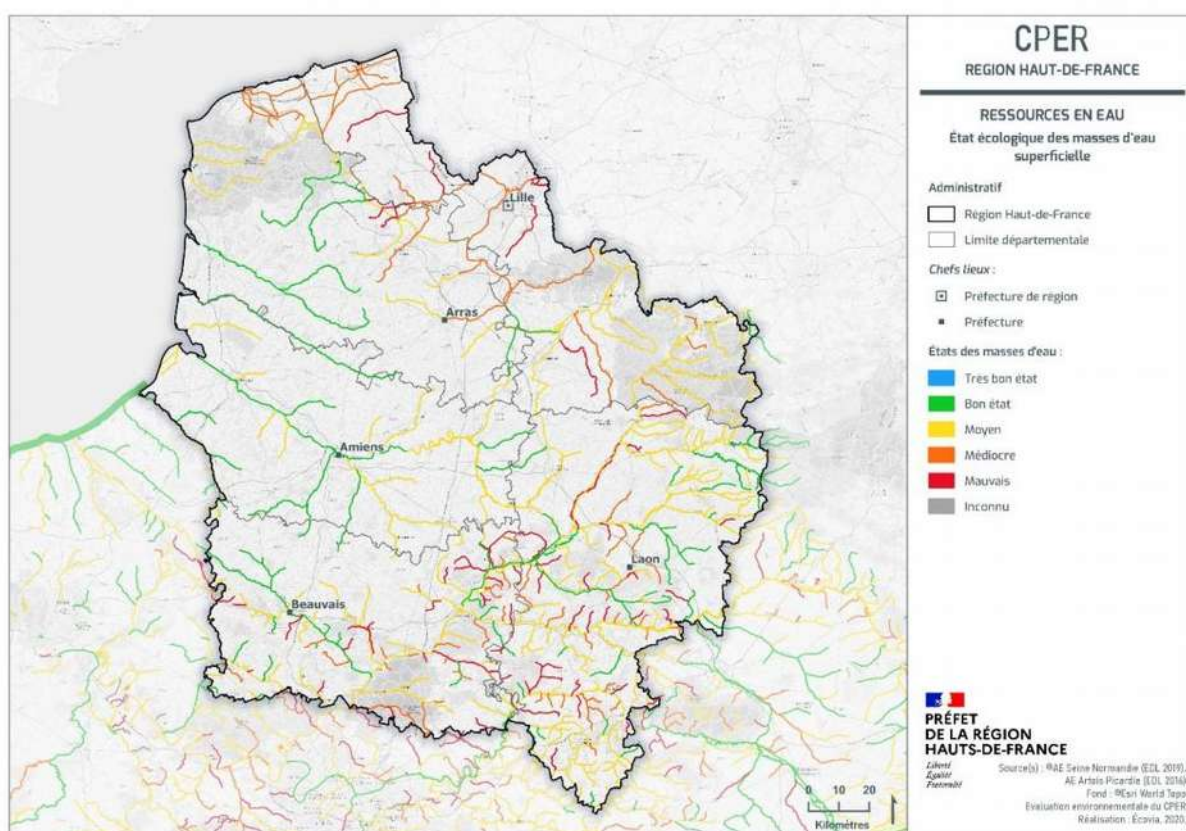 CPER
REGION HAUT-DE-FRANCE
RESSOURCES EN EAU
État écologique des masses d'eau
superficielle
Administratif
Région Haut-de-France
Limite départementale
Chefs lieux :
Préfecture de région
Préfecture
États des masses d'eau :
Très bon état
Bon état
Moyen
Médiocre
Mauvais
Inconnu
Lille
Arras
Amiens
Laon
Beauvais
PRÉFET
DE LA RÉGION
HAUTS-DE-FRANCE
Liberté
Égalité
Fraternité
Source(s) : ©AE Seine Normandie (EDL 2019),
AE Artois Picardie (EDL 2016)
Fond : ©Esri World Topo
Evaluation environnementale du CPER
Réalisation : Écovia, 2020.
0 10 20
Kilomètres